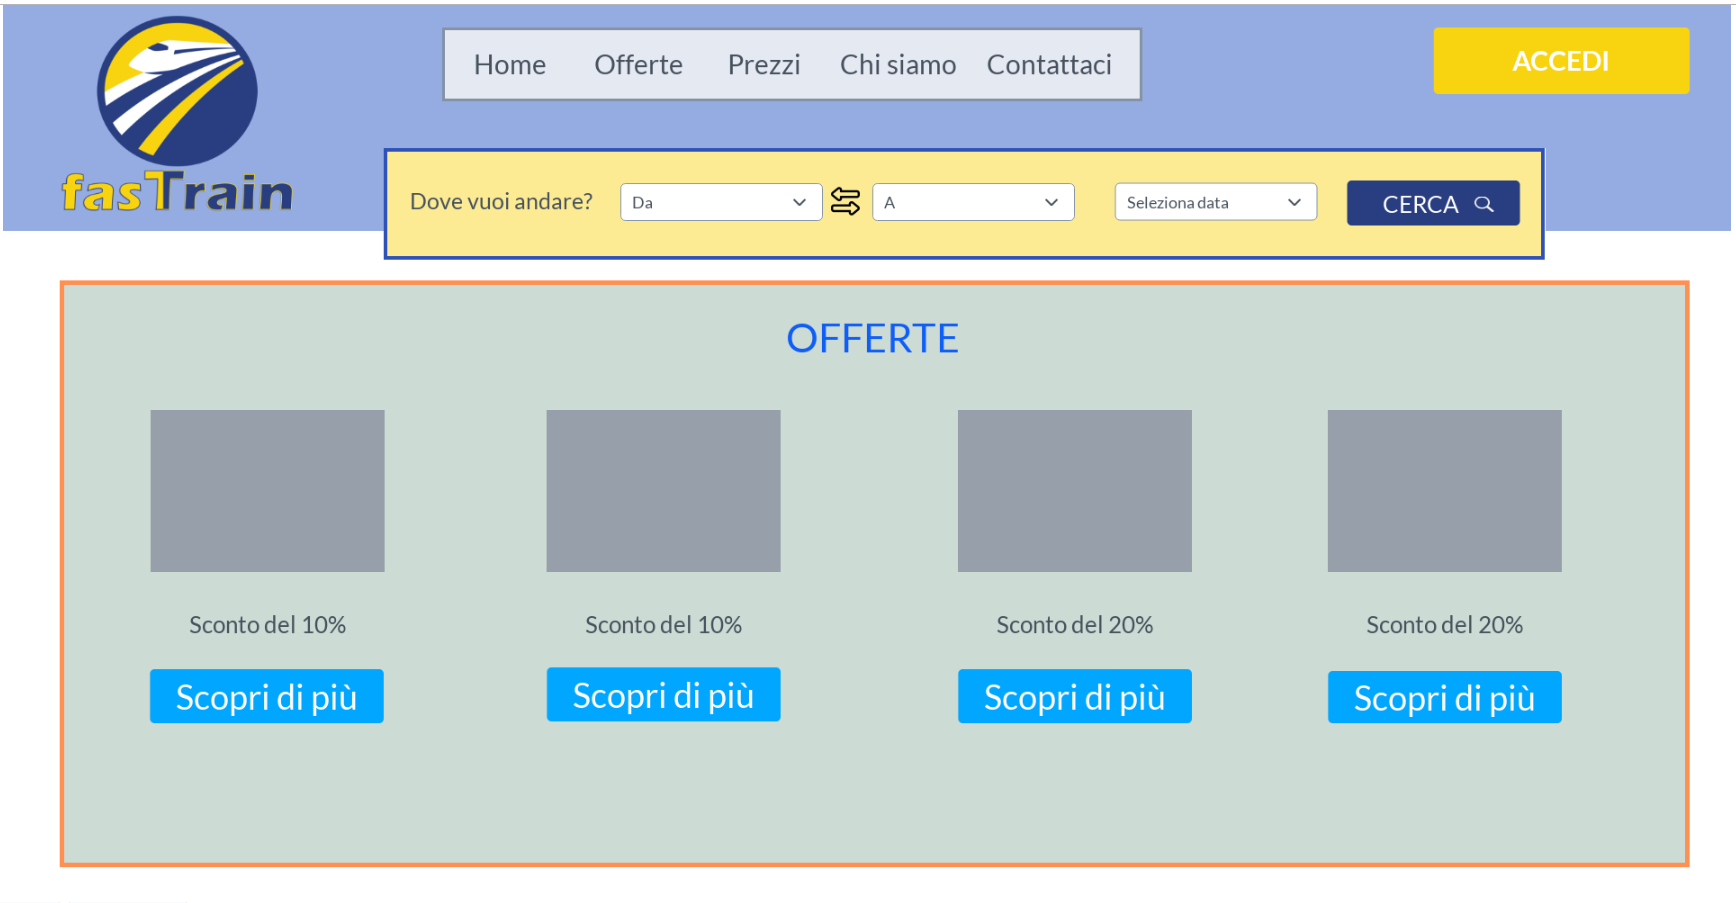 Home Offerte Prezzi Chi siamo Contattaci
ACCEDI
fasTrain
Dove vuoi andare? Da A Seleziona data CERCA
OFFERTE
Sconto del 10% Sconto del 10% Sconto del 20% Sconto del 20%
Scopri di più Scopri di più Scopri di più Scopri di più